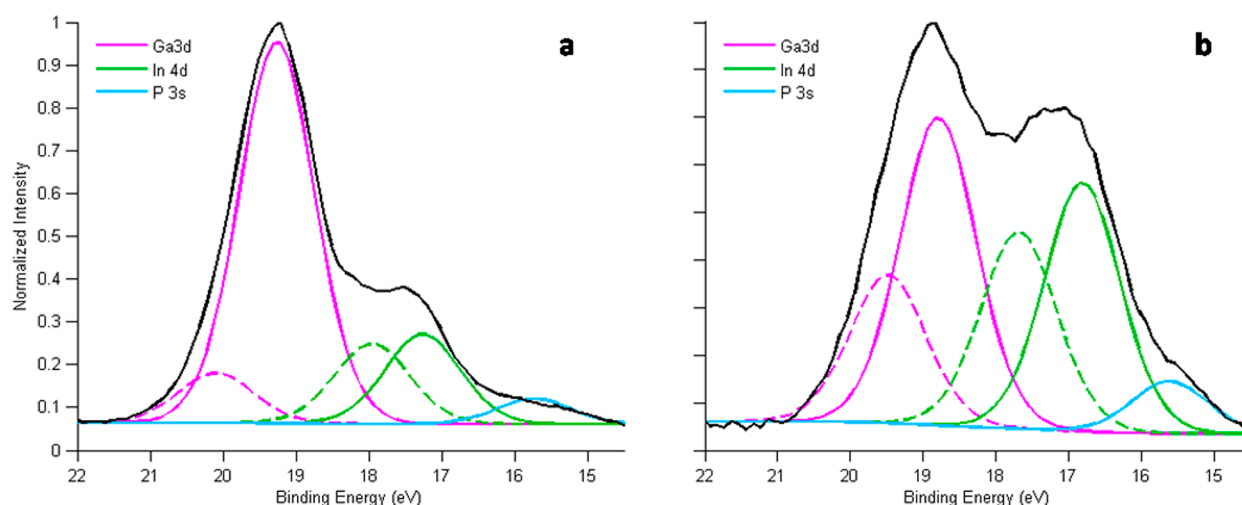 a
Ga3d
In 4d
P 3s
Normalized Intensity
1
0.9
0.8
0.7
0.6
0.5
0.4
0.3
0.2
0.1
0
22 21 20 19 18 17 16 15
Binding Energy (eV)
b
Ga3d
In 4d
P 3s
22 21 20 19 18 17 16 15
Binding Energy (eV)